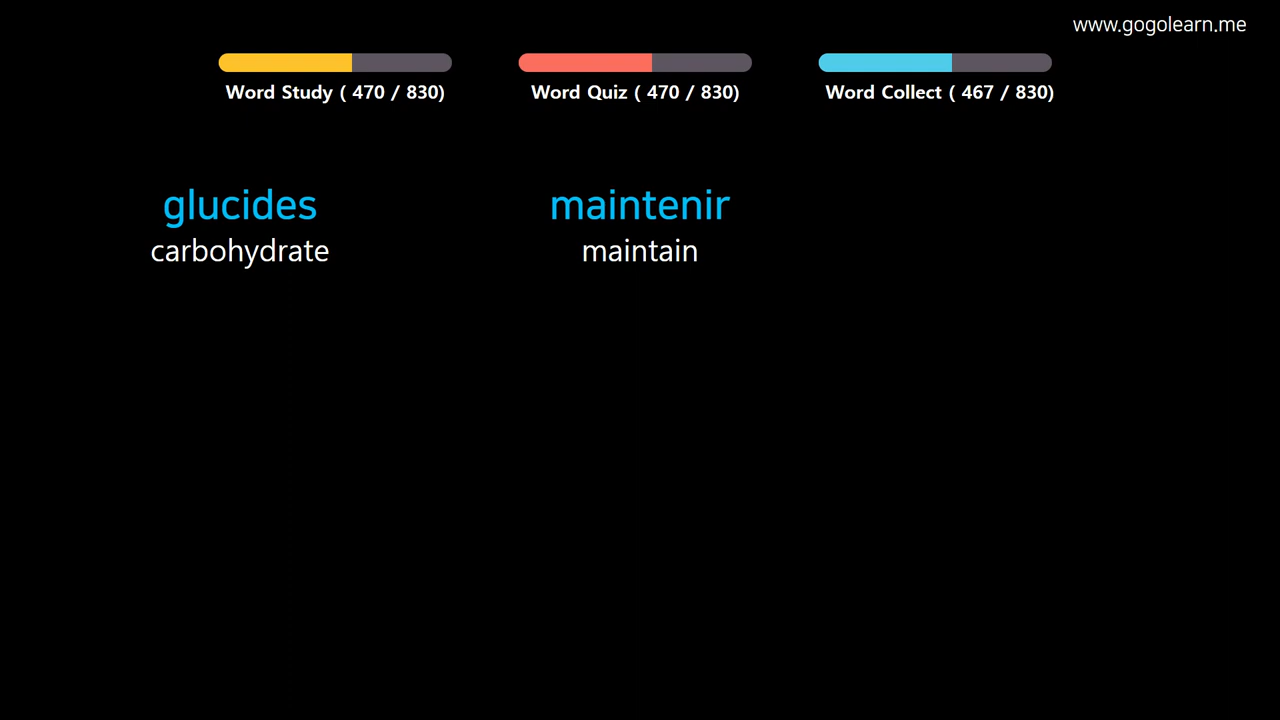 www.gogolearn.me
Word Study ( 470 / 830)
Word Quiz ( 470 / 830)
Word Collect ( 467 / 830)
glucides
carbohydrate
maintenir
maintain